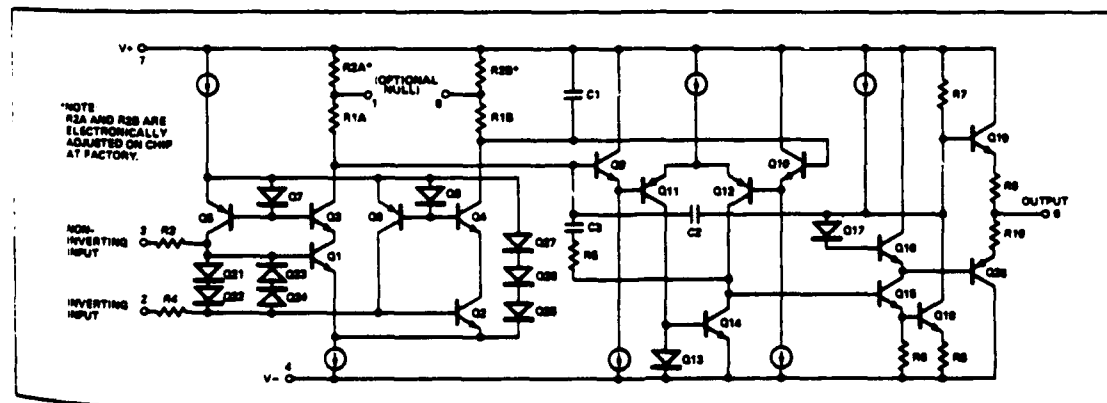 V+
7
R2A*
(OPTIONAL
NULL)
1
8
R2B*
C1
R7
*NOTE
R2A AND R2B ARE
ELECTRONICALLY
ADJUSTED ON CHIP
AT FACTORY.
R1A
R1B
Q9
Q10
Q19
Q11
Q12
Q5
Q7
Q3
Q6
Q8
Q4
NON-
INVERTING
INPUT
3
R3
Q1
C3
C2
Q17
Q16
R9
R10
OUTPUT
6
Q27
Q26
Q25
Q21
Q22
Q23
Q24
R5
Q20
INVERTING
INPUT
2
R4
Q2
Q14
Q15
Q18
Q13
R6
R8
V-
4